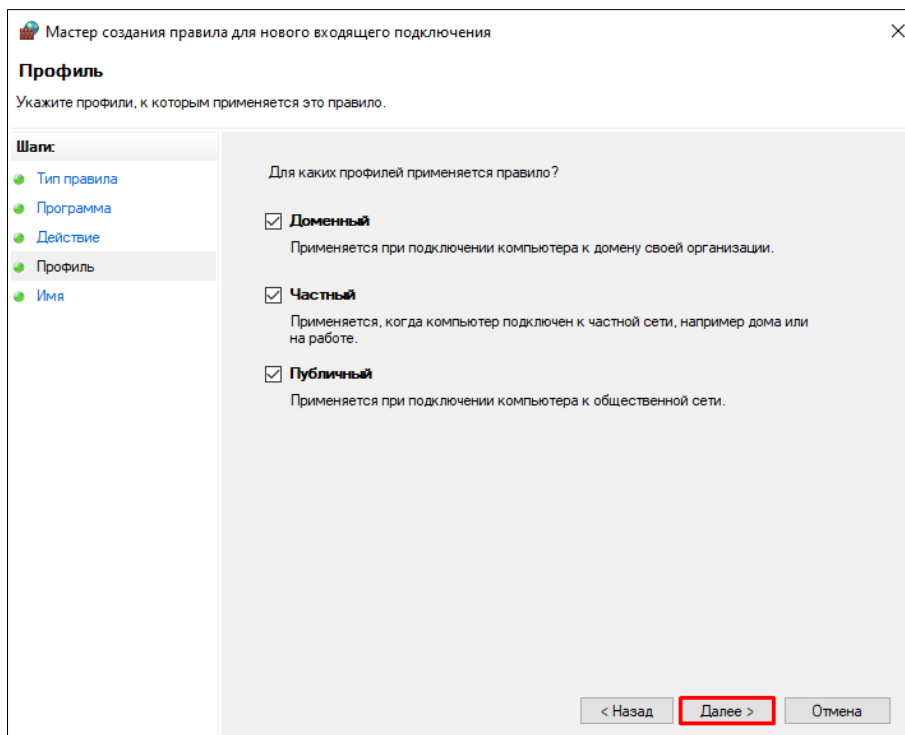 Мастер создания правила для нового входящего подключения
Профиль
Укажите профили, к которым применяется это правило.
Шаги:
Тип правила
Программа
Действие
Профиль
Имя
Для каких профилей применяется правило?
Доменный
Применяется при подключении компьютера к домену своей организации.
Частный
Применяется, когда компьютер подключен к частной сети, например дома или
на работе.
Публичный
Применяется при подключении компьютера к общественной сети.
< Назад
Далее >
Отмена